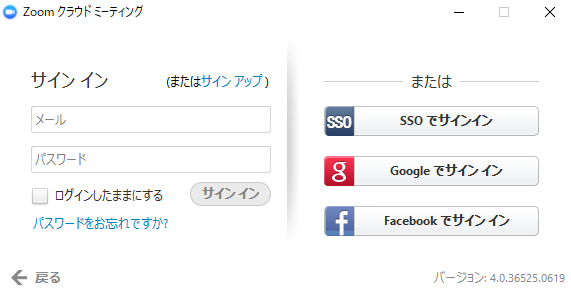 Zoom クラウド ミーティング
サイン イン
(またはサイン アップ )
メール
パスワード
ログインしたままにする
サイン イン
パスワードをお忘れですか?
または
SSO
SSO でサインイン
g
Google でサイン イン
f
Facebook でサイン イン
戻る
バージョン: 4.0.36525.0619